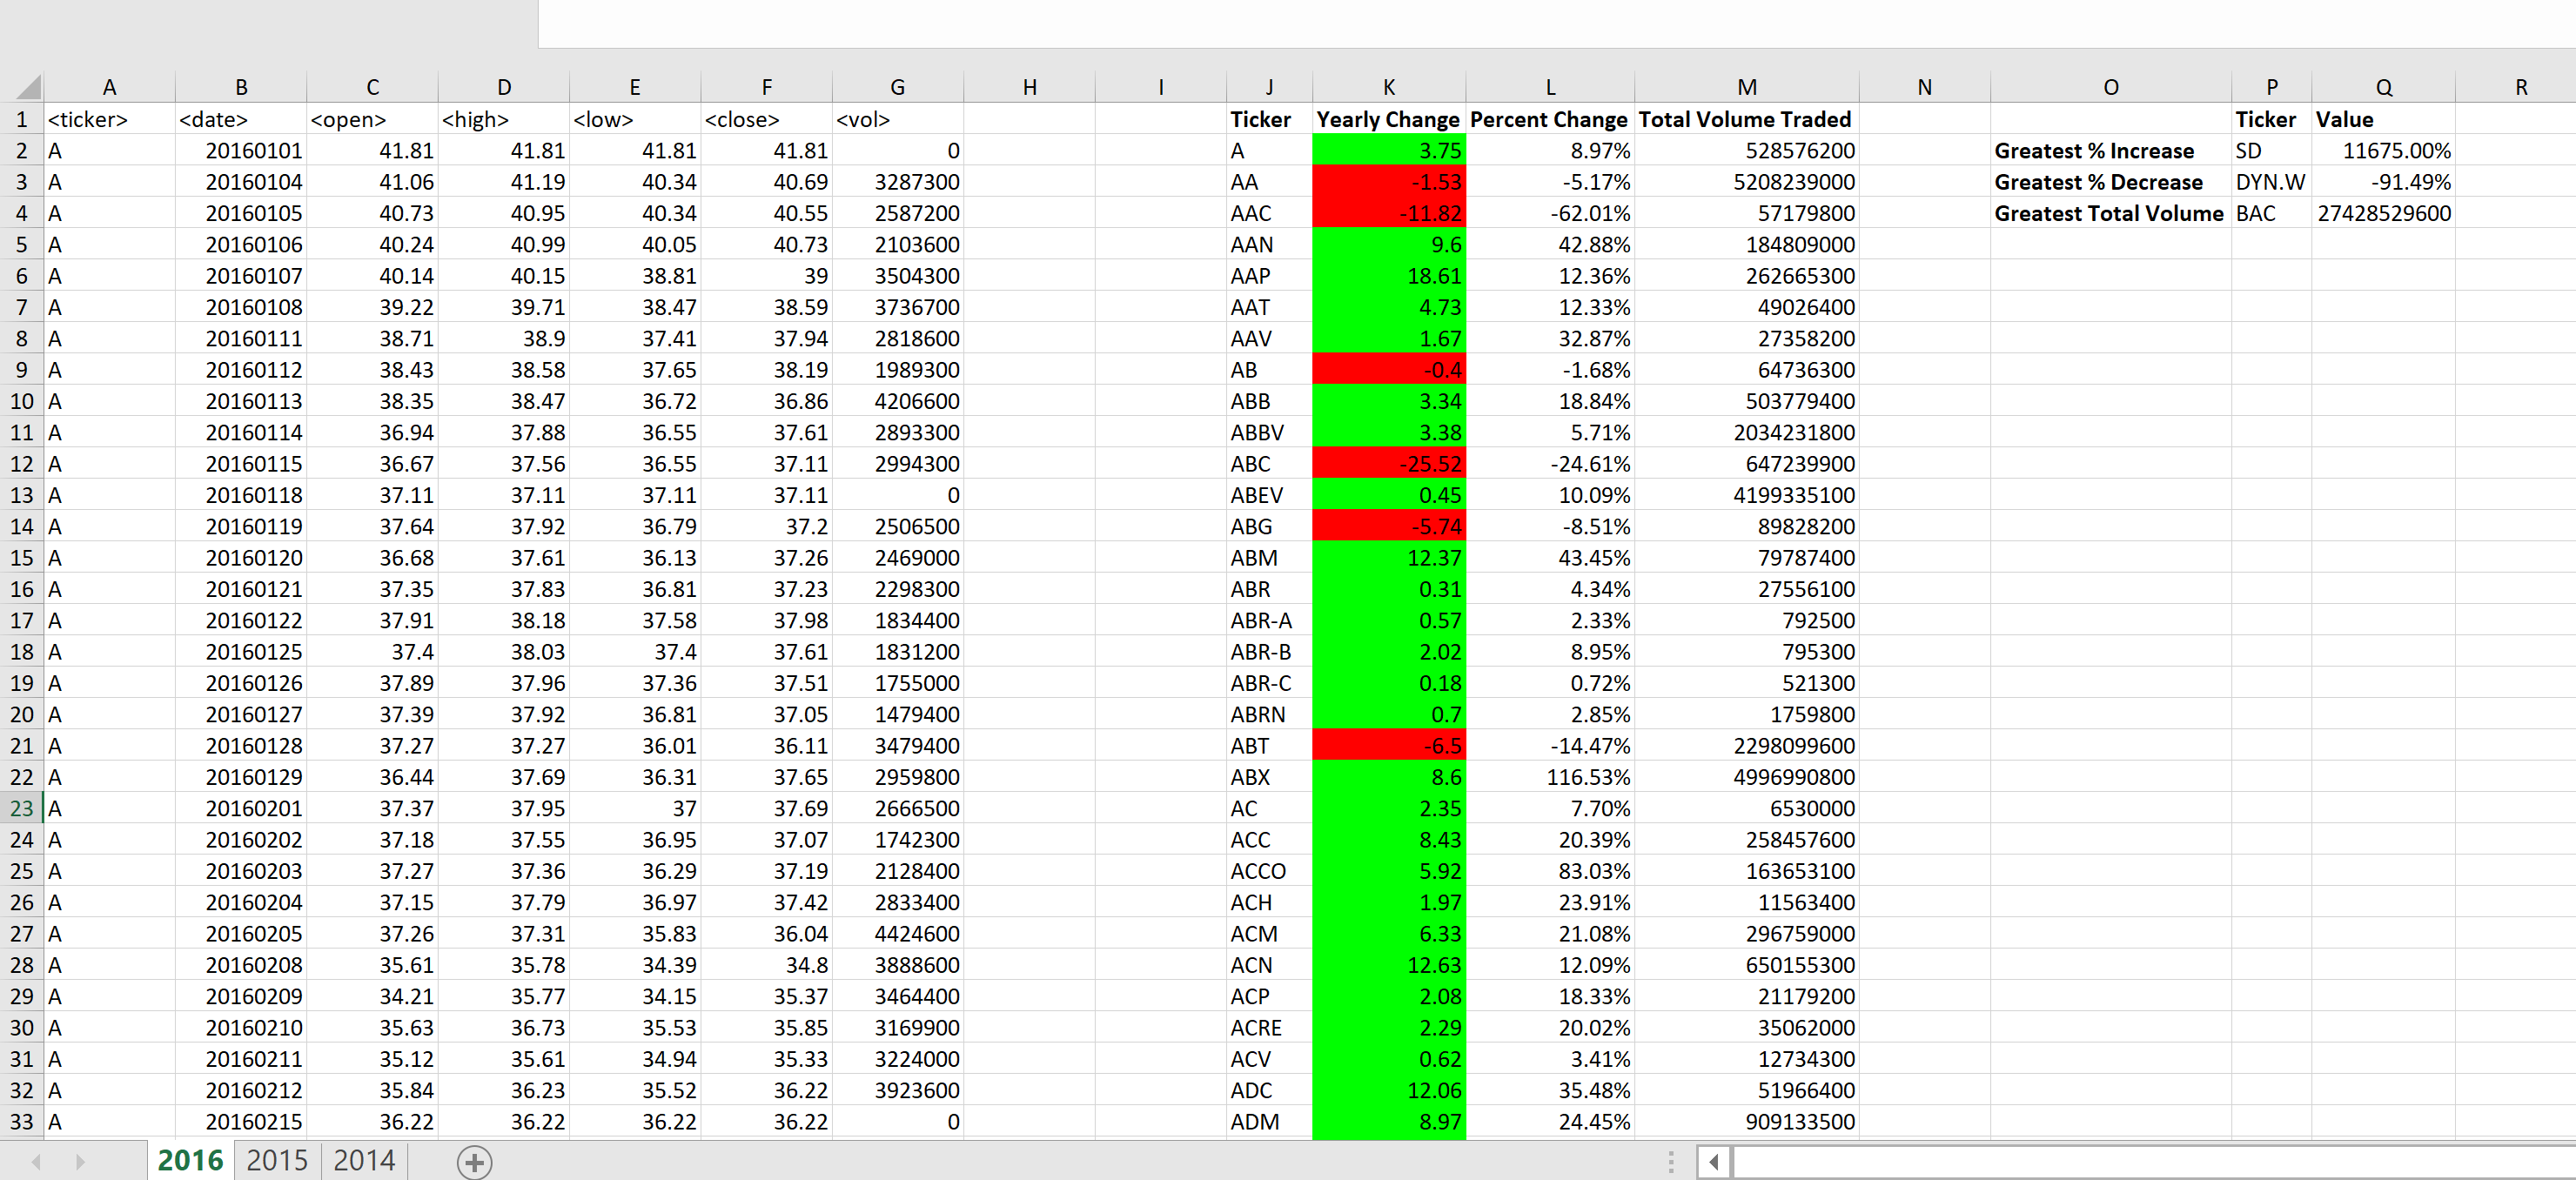 A B C D E F G H I J K L M N O P Q R
1 <ticker> <date> <open> <high> <low> <close> <vol> Ticker Yearly Change Percent Change Total Volume Traded Ticker Value
2 A 20160101 41.81 41.81 41.81 41.81 0 A 3.75 8.97% 528576200 Greatest % Increase SD 11675.00%
3 A 20160104 41.06 41.19 40.34 40.69 3287300 AA -1.53 -5.17% 5208239000 Greatest % Decrease DYN.W -91.49%
4 A 20160105 40.73 40.95 40.34 40.55 2587200 AAC -11.82 -62.01% 57179800 Greatest Total Volume BAC 27428529600
5 A 20160106 40.24 40.99 40.05 40.73 2103600 AAN 9.6 42.88% 184809000
6 A 20160107 40.14 40.15 38.81 39 3504300 AAP 18.61 12.36% 262665300
7 A 20160108 39.22 39.71 38.47 38.59 3736700 AAT 4.73 12.33% 49026400
8 A 20160111 38.71 38.9 37.41 37.94 2818600 AAV 1.67 32.87% 27358200
9 A 20160112 38.43 38.58 37.65 38.19 1989300 AB -0.4 -1.68% 64736300
10 A 20160113 38.35 38.47 36.72 36.86 4206600 ABB 3.34 18.84% 503779400
11 A 20160114 36.94 37.88 36.55 37.61 2893300 ABBV 3.38 5.71% 2034231800
12 A 20160115 36.67 37.56 36.55 37.11 2994300 ABC -25.52 -24.61% 647239900
13 A 20160118 37.11 37.11 37.11 37.11 0 ABEV 0.45 10.09% 4199335100
14 A 20160119 37.64 37.92 36.79 37.2 2506500 ABG -5.74 -8.51% 89828200
15 A 20160120 36.68 37.61 36.13 37.26 2469000 ABM 12.37 43.45% 79787400
16 A 20160121 37.35 37.83 36.81 37.23 2298300 ABR 0.31 4.34% 27556100
17 A 20160122 37.91 38.18 37.58 37.98 1834400 ABR-A 0.57 2.33% 792500
18 A 20160125 37.4 38.03 37.4 37.61 1831200 ABR-B 2.02 8.95% 795300
19 A 20160126 37.89 37.96 37.36 37.51 1755000 ABR-C 0.18 0.72% 521300
20 A 20160127 37.39 37.92 36.81 37.05 1479400 ABRN 0.7 2.85% 1759800
21 A 20160128 37.27 37.27 36.01 36.11 3479400 ABT -6.5 -14.47% 2298099600
22 A 20160129 36.44 37.69 36.31 37.65 2959800 ABX 8.6 116.53% 4996990800
23 A 20160201 37.37 37.95 37 37.69 2666500 AC 2.35 7.70% 6530000
24 A 20160202 37.18 37.55 36.95 37.07 1742300 ACC 8.43 20.39% 258457600
25 A 20160203 37.27 37.36 36.29 37.19 2128400 ACCO 5.92 83.03% 163653100
26 A 20160204 37.15 37.79 36.97 37.42 2833400 ACH 1.97 23.91% 11563400
27 A 20160205 37.26 37.31 35.83 36.04 4424600 ACM 6.33 21.08% 296759000
28 A 20160208 35.61 35.78 34.39 34.8 3888600 ACN 12.63 12.09% 650155300
29 A 20160209 34.21 35.77 34.15 35.37 3464400 ACP 2.08 18.33% 21179200
30 A 20160210 35.63 36.73 35.53 35.85 3169900 ACRE 2.29 20.02% 35062000
31 A 20160211 35.12 35.61 34.94 35.33 3224000 ACV 0.62 3.41% 12734300
32 A 20160212 35.84 36.23 35.52 36.22 3923600 ADC 12.06 35.48% 51966400
33 A 20160215 36.22 36.22 36.22 36.22 0 ADM 8.97 24.45% 909133500
2016 2015 2014